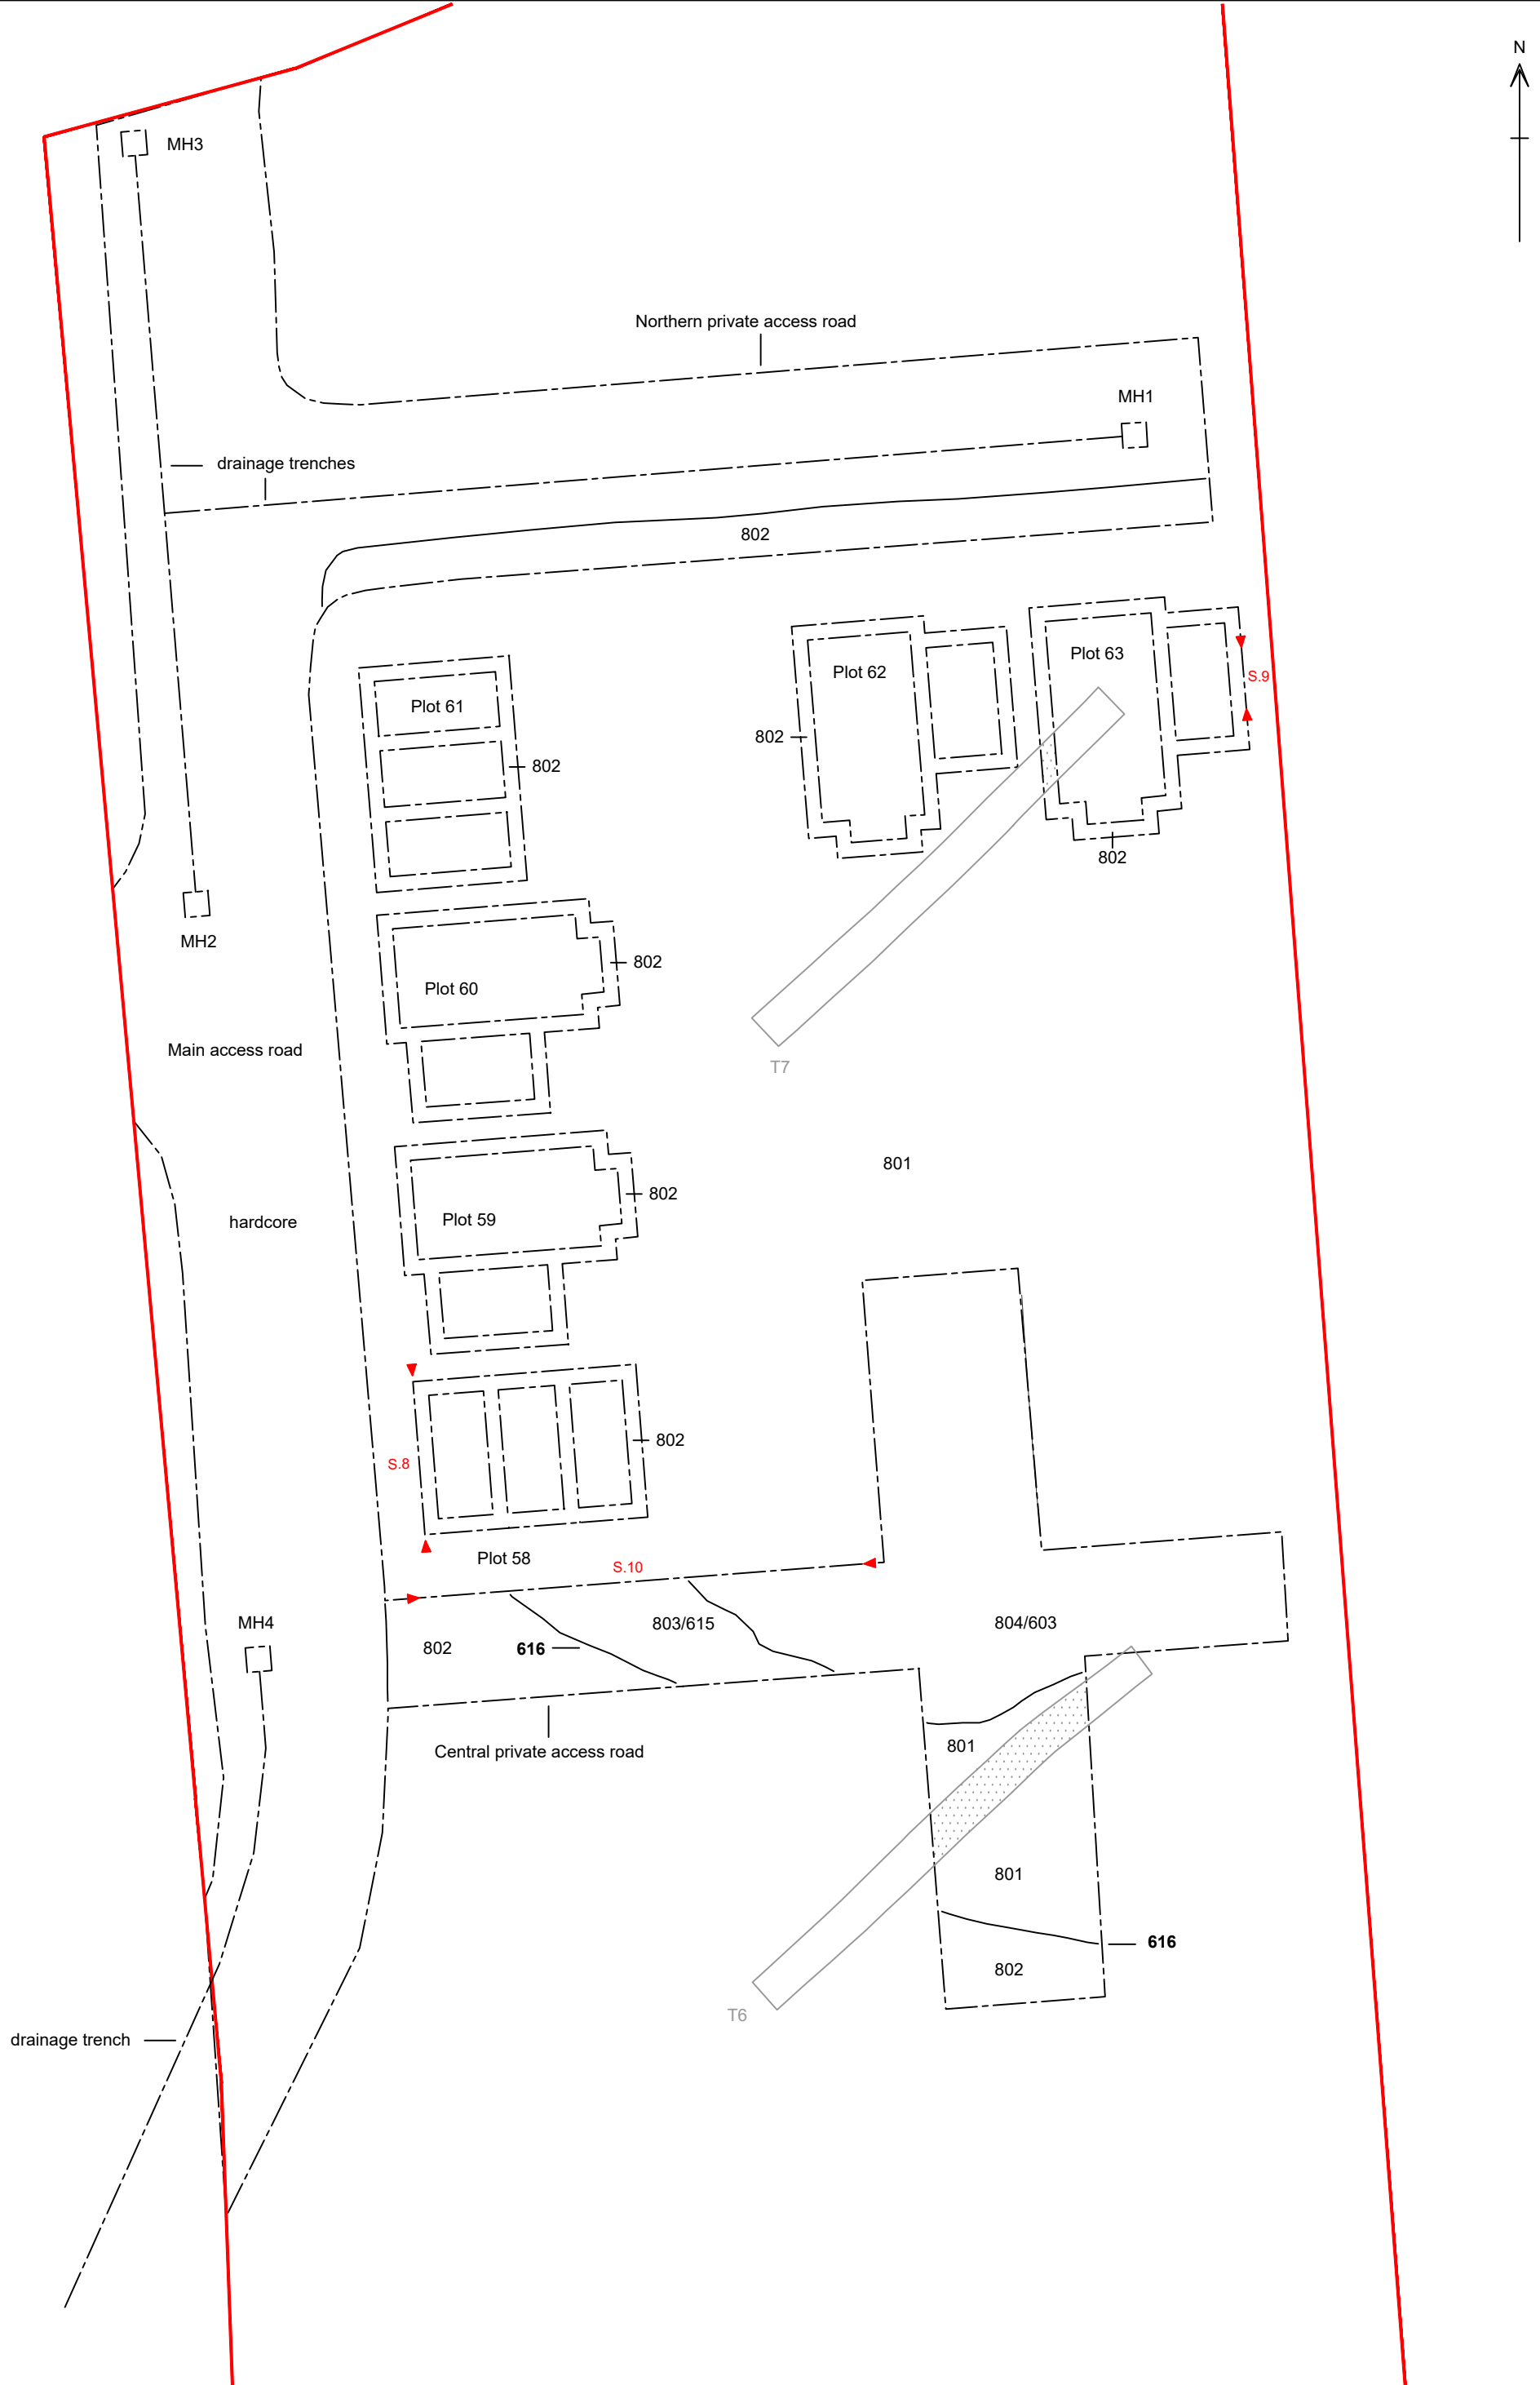 N
MH3
Northern private access road
MH1
drainage trenches
802
Plot 63
Plot 62
S.9
Plot 61
802
802
802
MH2
802
Plot 60
Main access road
T7
801
802
Plot 59
hardcore
802
S.8
Plot 58
S.10
MH4
803/615
804/603
802
616
801
Central private access road
801
616
802
T6
drainage trench